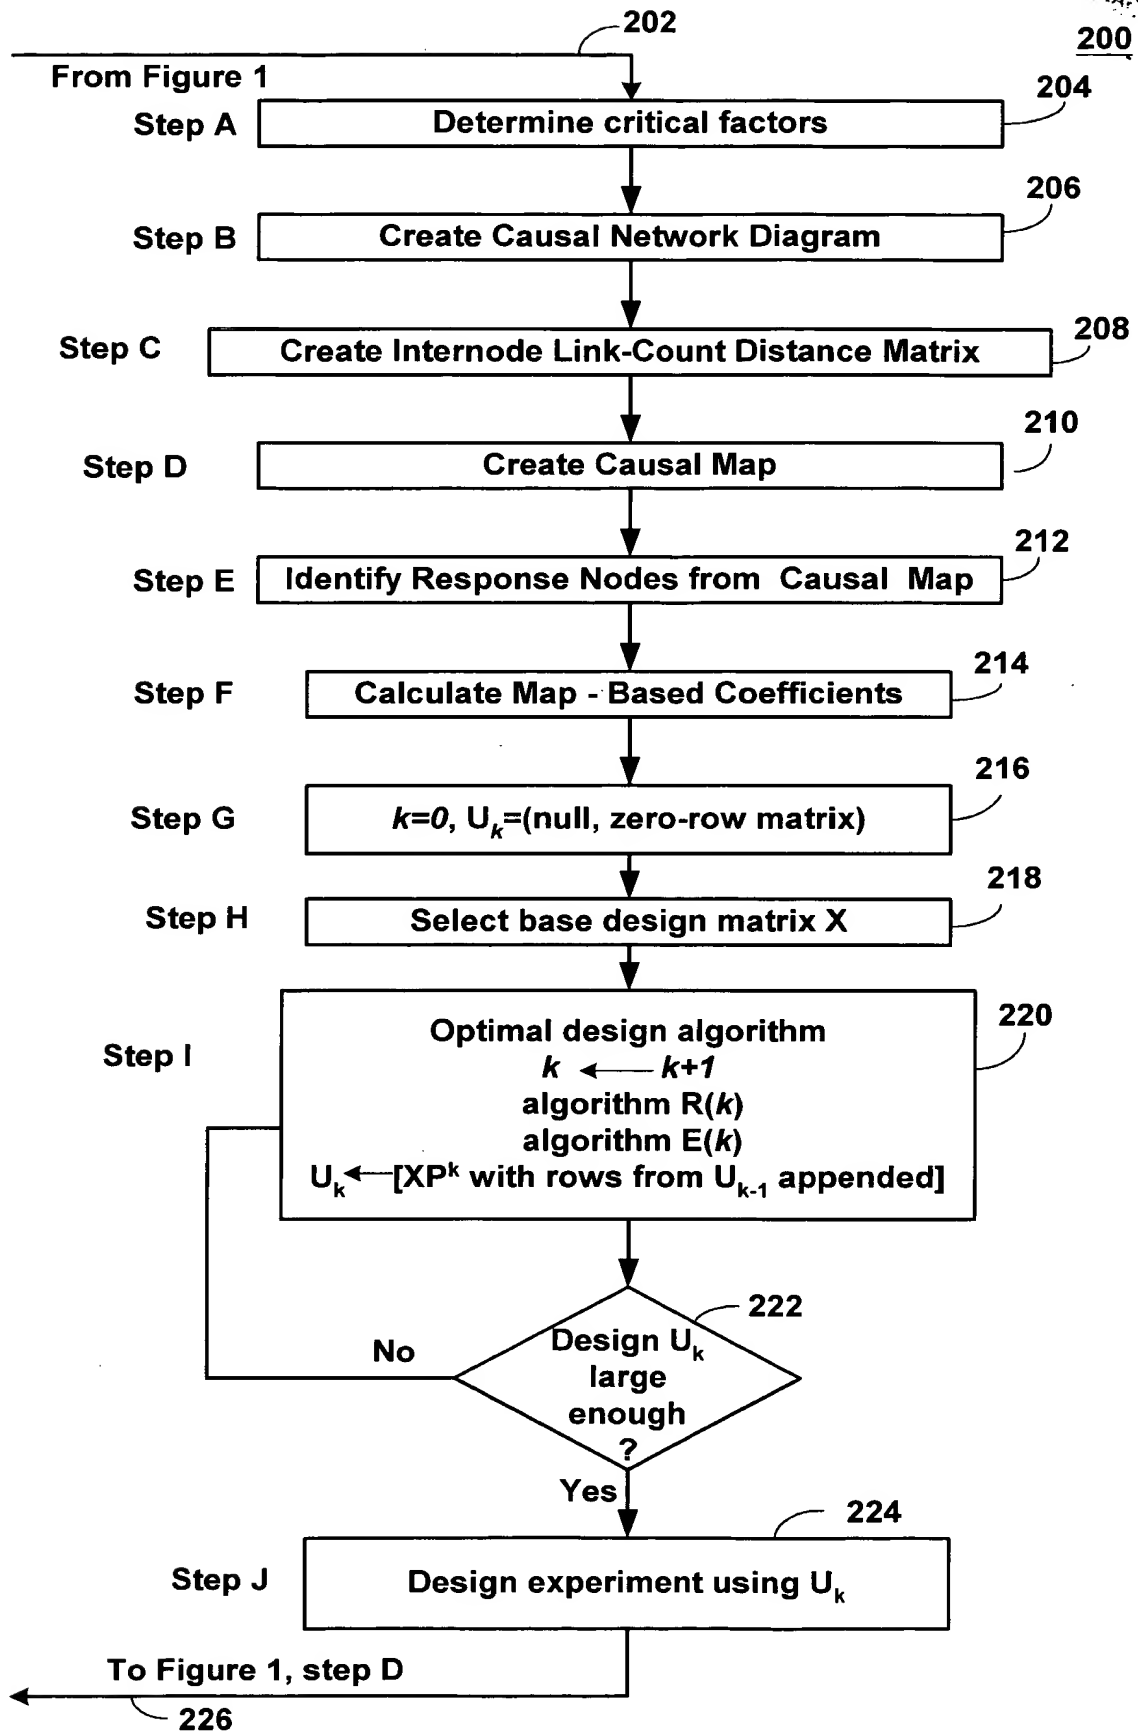 202
200
From Figure 1
204
Step A
Determine critical factors
206
Step B
Create Causal Network Diagram
208
Step C
Create Internode Link-Count Distance Matrix
210
Step D
Create Causal Map
212
Step E
Identify Response Nodes from Causal Map
214
Step F
Calculate Map - Based Coefficients
216
Step G
k=0, Uk=(null, zero-row matrix)
218
Step H
Select base design matrix X
220
Step I
Optimal design algorithm
k ← k+1
algorithm R(k)
algorithm E(k)
Uk←[XP^k with rows from Uk-1 appended]
222
No
Design Uk
large
enough
?
Yes
224
Step J
Design experiment using Uk
To Figure 1, step D
226